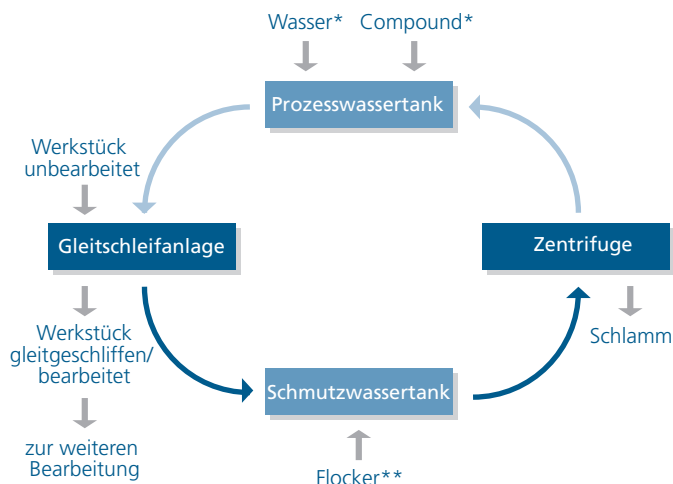 Wasser* Compound*
Prozesswassertank
Werkstück
unbearbeitet
Gleitschleifanlage
Zentrifuge
Werkstück
gleitgeschliffen/
bearbeitet
Schlamm
Schmutzwassertank
zur weiteren
Bearbeitung
Flocker**